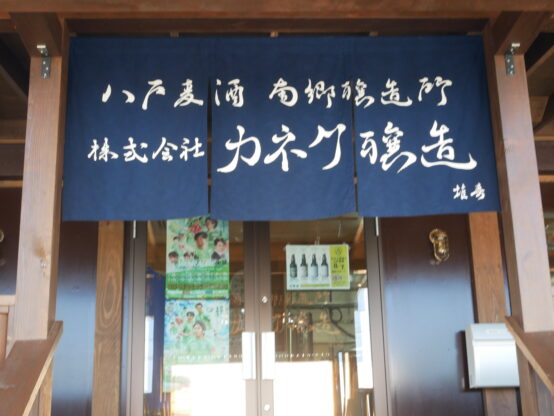 八戸麦酒 南郷醸造所
株式会社 カネク醸造